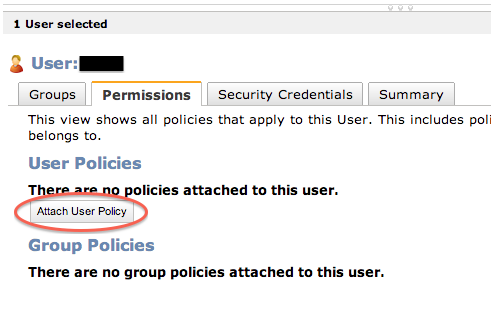 1 User selected
User:
Groups Permissions Security Credentials Summary
This view shows all policies that apply to this User. This includes poli
belongs to.
User Policies
There are no policies attached to this user.
Attach User Policy
Group Policies
There are no group policies attached to this user.